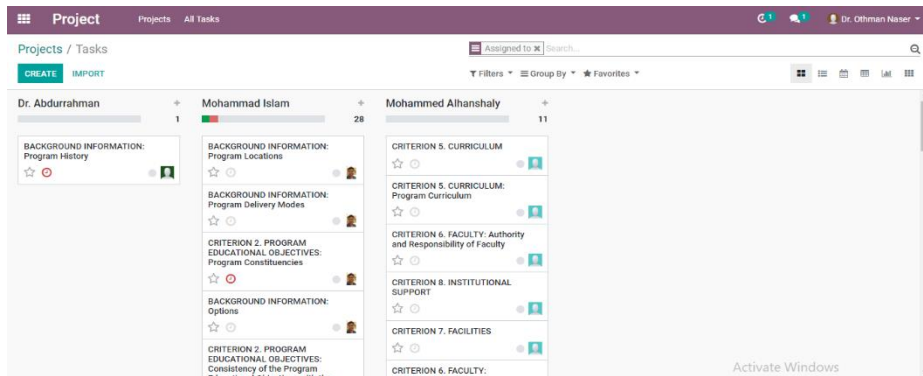 Project Projects All Tasks 1 1 Dr. Othman Naser
Projects / Tasks
Assigned to Search...
CREATE IMPORT
Filters Group By Favorites
Dr. Abdurrahman
1
BACKGROUND INFORMATION:
Program History
Mohammad Islam
28
BACKGROUND INFORMATION:
Program Locations
BACKGROUND INFORMATION:
Program Delivery Modes
CRITERION 2. PROGRAM
EDUCATIONAL OBJECTIVES:
Program Constituencies
BACKGROUND INFORMATION:
Options
CRITERION 2. PROGRAM
EDUCATIONAL OBJECTIVES:
Consistency of the Program
Mohammed Alhanshaly
11
CRITERION 5. CURRICULUM
CRITERION 5. CURRICULUM:
Program Curriculum
CRITERION 6. FACULTY: Authority
and Responsibility of Faculty
CRITERION 8. INSTITUTIONAL
SUPPORT
CRITERION 7. FACILITIES
CRITERION 6. FACULTY:
Activate Windows